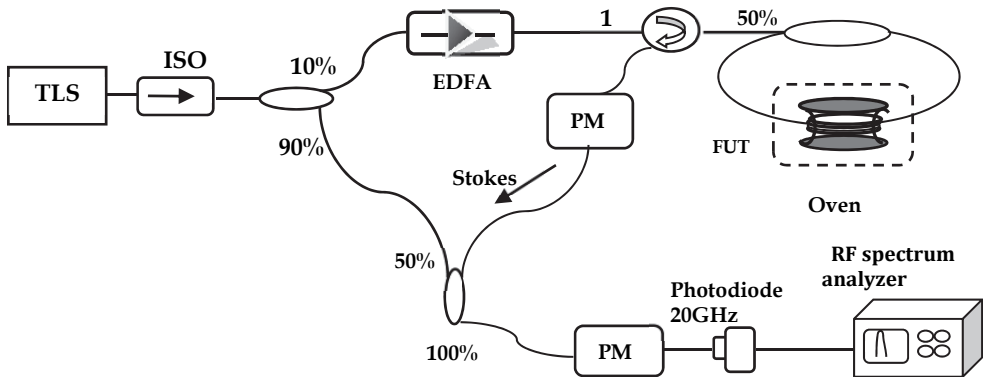 TLS
ISO
10%
90%
EDFA
1
50%
PM
FUT
Oven
Stokes
50%
100%
PM
Photodiode
20GHz
RF spectrum
analyzer